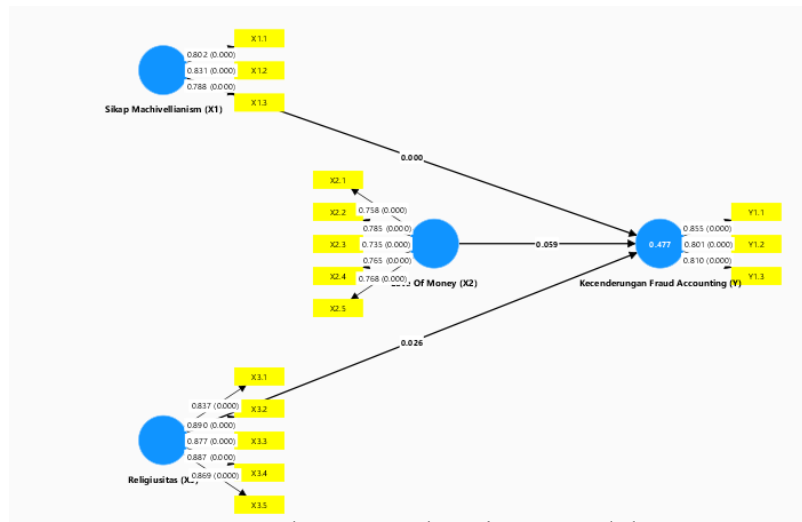 X1.1
0.802 (0.000)
0.831 (0.000)
X1.2
0.788 (0.000)
X1.3
Sikap Machivellianism (X1)
0.000
X2.1
0.758 (0.000)
X2.2
0.785 (0.000)
X2.3
0.735 (0.000)
0.765 (0.000)
X2.4
0.768 (0.000)
Of Money (X2)
X2.5
0.059
0.477
Y1.1
0.855 (0.000)
0.801 (0.000)
Y1.2
0.810 (0.000)
Y1.3
Kecenderungan Fraud Accounting (Y)
0.026
X3.1
0.837 (0.000)
X3.2
0.890 (0.000)
0.877 (0.000)
X3.3
0.887 (0.000)
X3.4
0.869 (0.000)
Religiusitas
X3.5